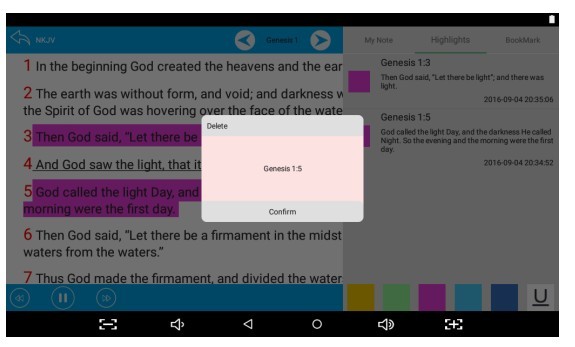 NKJV
Genesis 1
My Note
Highlights
BookMark
1 In the beginning God created the heavens and the ear
2 The earth was without form, and void; and darkness w
the Spirit of God was hovering over the face of the wate
3 Then God said, "Let there be
4 And God saw the light, that it
5 God called the light Day, and
morning were the first day.
6 Then God said, "Let there be a firmament in the midst
waters from the waters."
7 Thus God made the firmament, and divided the water
Delete
Genesis 1:5
Confirm
Genesis 1:3
Then God said, "Let there be light"; and there was
light.
2016-09-04 20:35:06
Genesis 1:5
God called the light Day, and the darkness He called
Night. So the evening and the morning were the first
day.
2016-09-04 20:34:52
U